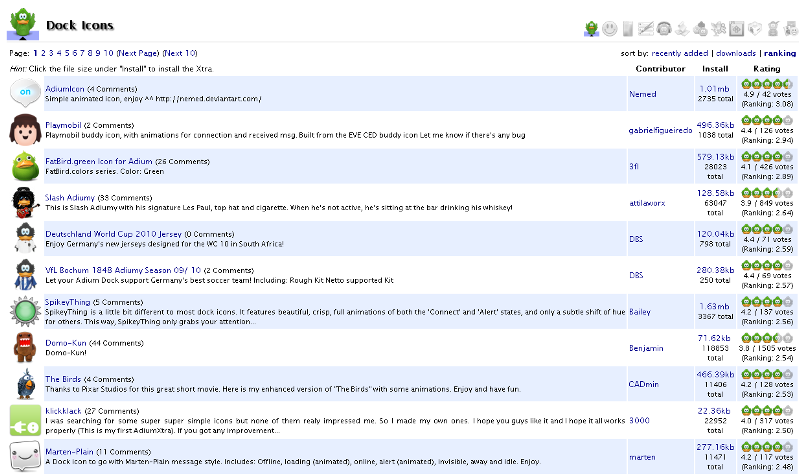 Dock Icons
Page: 1 2 3 4 5 6 7 8 9 10 (Next Page) (Next 10)
sort by: recently added | downloads | ranking
Hint: Click the file size under "Install" to install the Xtra.
Contributor Install Rating
on
AdiumIcon (4 Comments)
Simple animated icon, enjoy ^^ http://nemed.deviantart.com/
Nemed
1.01mb
2735 total
4.9 / 42 votes
(Ranking: 3.08)
Playmobil (2 Comments)
Playmobil buddy icon, with animations for connection and received msg. Built from the EVE CED buddy icon Let me know if there's any bug
gabrielfigueiredo
496.36kb
1038 total
4.4 / 126 votes
(Ranking: 2.94)
FatBird.green Icon for Adium (26 Comments)
FatBird.colors series. Color: Green
3fl
579.13kb
28023
total
4.1 / 426 votes
(Ranking: 2.89)
Slash Adiumy (33 Comments)
This is Slash Adiumy with his signature Les Paul, top hat and cigarette. When he's not active, he's sitting at the bar drinking his whiskey!
attilaworx
128.58kb
63047
total
3.9 / 849 votes
(Ranking: 2.64)
Deutschland World Cup 2010 Jersey (0 Comments)
Enjoy Germany's new jerseys designed for the WC 10 in South Africa!
DBS
120.04kb
798 total
4.4 / 71 votes
(Ranking: 2.59)
VfL Bochum 1848 Adiumy Season 09/ 10 (2 Comments)
Let your Adium Dock support Germany's best soccer team! Including: Rough Kit Netto supported Kit
DBS
280.38kb
250 total
4.4 / 69 votes
(Ranking: 2.57)
SpikeyThing (5 Comments)
SpikeyThing is a little bit different to most dock icons. It features beautiful, crisp, full animations of both the 'Connect' and 'Alert' states, and only a subtle shift of hue
for others. This way, SpikeyThing only grabs your attention...
Bailey
1.63mb
3367 total
4.2 / 137 votes
(Ranking: 2.56)
Domo-Kun (44 Comments)
Domo-Kun!
Benjamin
71.62kb
118853
total
3.8 / 1505 votes
(Ranking: 2.54)
The Birds (4 Comments)
Thanks to Pixar Studios for this great short movie. Here is my enhanced version of "The Birds" with some animations. Enjoy and have fun.
CADmin
466.39kb
11406
total
4.2 / 128 votes
(Ranking: 2.53)
klickklack (27 Comments)
I was searching for some super super simple icons but none of them realy impressed me. So I made my own ones. I hope you guys like it and I hope it all works
properly (This is my first AdiumXtra). If you got any improvement...
3000
22.36kb
22952
total
4.0 / 317 votes
(Ranking: 2.50)
Marten-Plain (11 Comments)
A Dock icon to go with Marten-Plain message style. Includes: Offline, loading (animated), online, alert (animated), invisible, away and idle. Enjoy.
marten
277.16kb
11471
total
4.2 / 117 votes
(Ranking: 2.48)